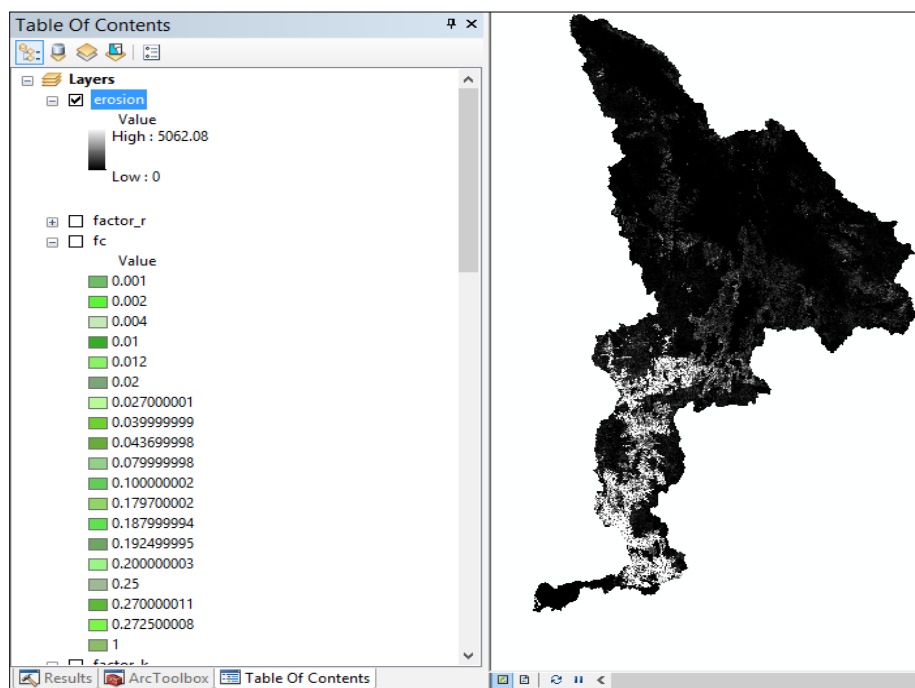 Table Of Contents
Layers
erosion
Value
High : 5062.08
Low : 0
factor_r
fc
Value
0.001
0.002
0.004
0.01
0.012
0.02
0.027000001
0.039999999
0.043699998
0.079999998
0.100000002
0.179700002
0.187999994
0.192499995
0.200000003
0.25
0.270000011
0.272500008
1
factor_k
Results ArcToolbox Table Of Contents